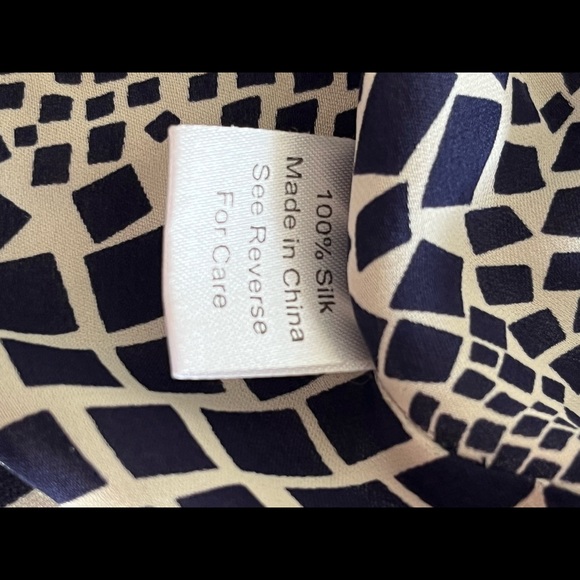 100% Silk
Made in China
See Reverse
For Care